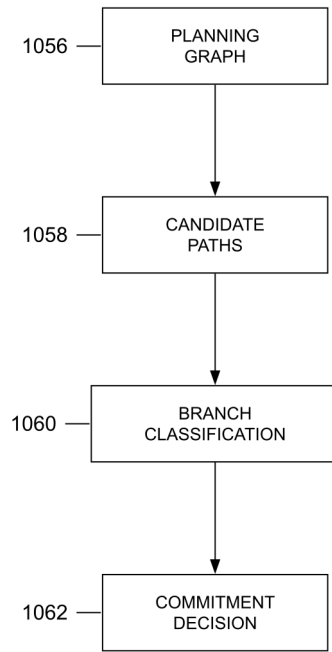 1056
PLANNING
GRAPH
1058
CANDIDATE
PATHS
1060
BRANCH
CLASSIFICATION
1062
COMMITMENT
DECISION